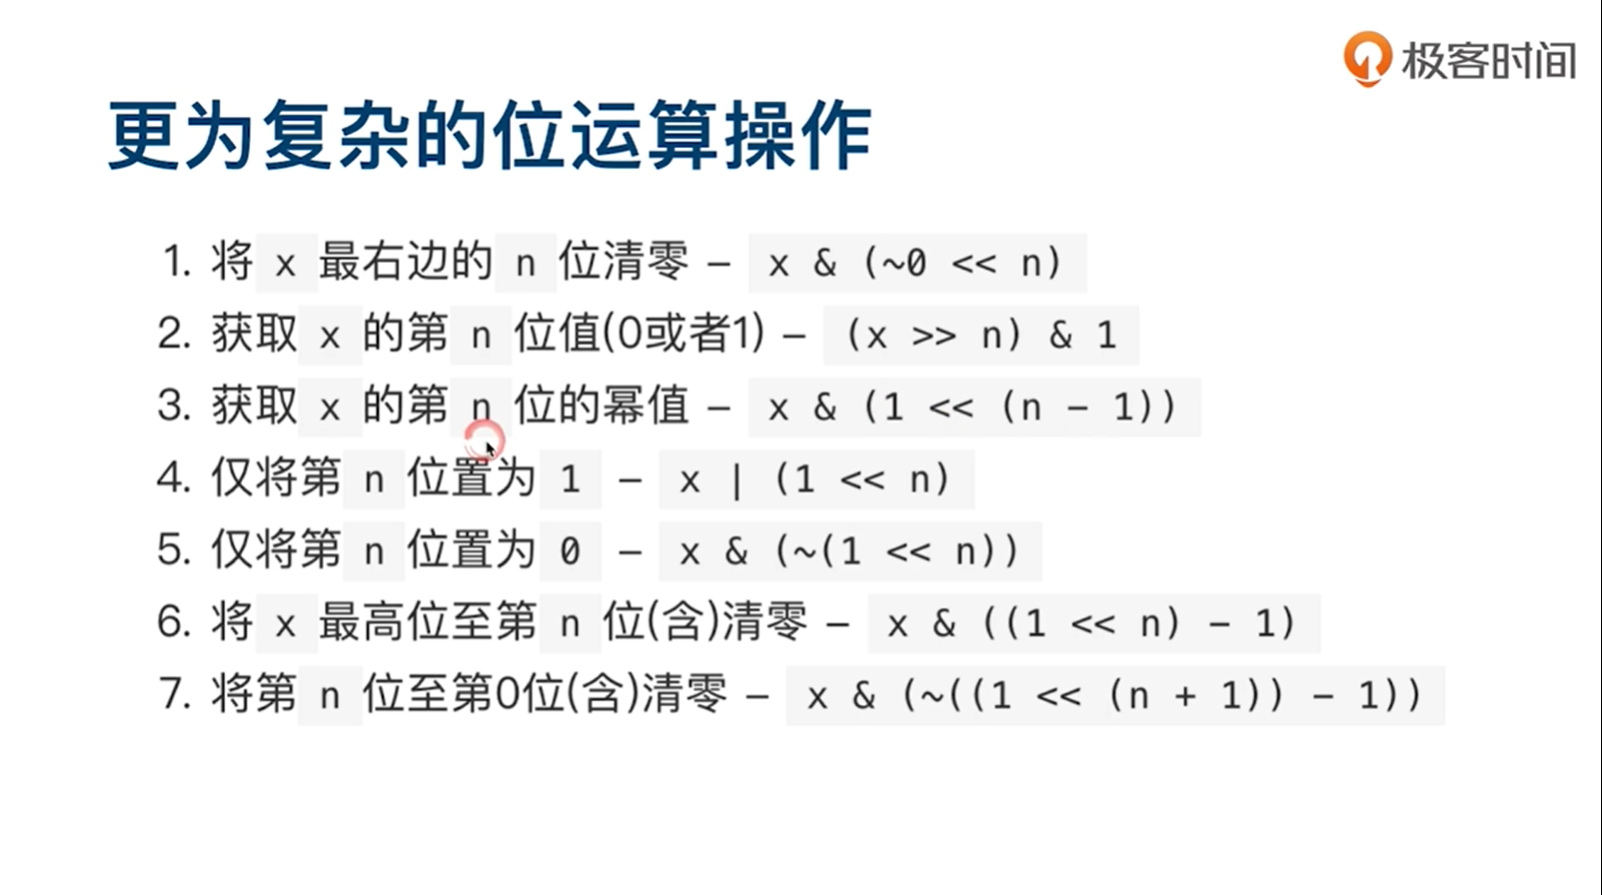 极客时间
更为复杂的位运算操作
1. 将 x 最右边的 n 位清零 – x & (~0 << n)
2. 获取 x 的第 n 位值(0或者1) – (x >> n) & 1
3. 获取 x 的第 n 位的幂值 – x & (1 << (n - 1))
4. 仅将第 n 位置为 1 – x | (1 << n)
5. 仅将第 n 位置为 0 – x & (~(1 << n))
6. 将 x 最高位至第 n 位(含)清零 – x & ((1 << n) - 1)
7. 将第 n 位至第0位(含)清零 – x & (~((1 << (n + 1)) - 1))